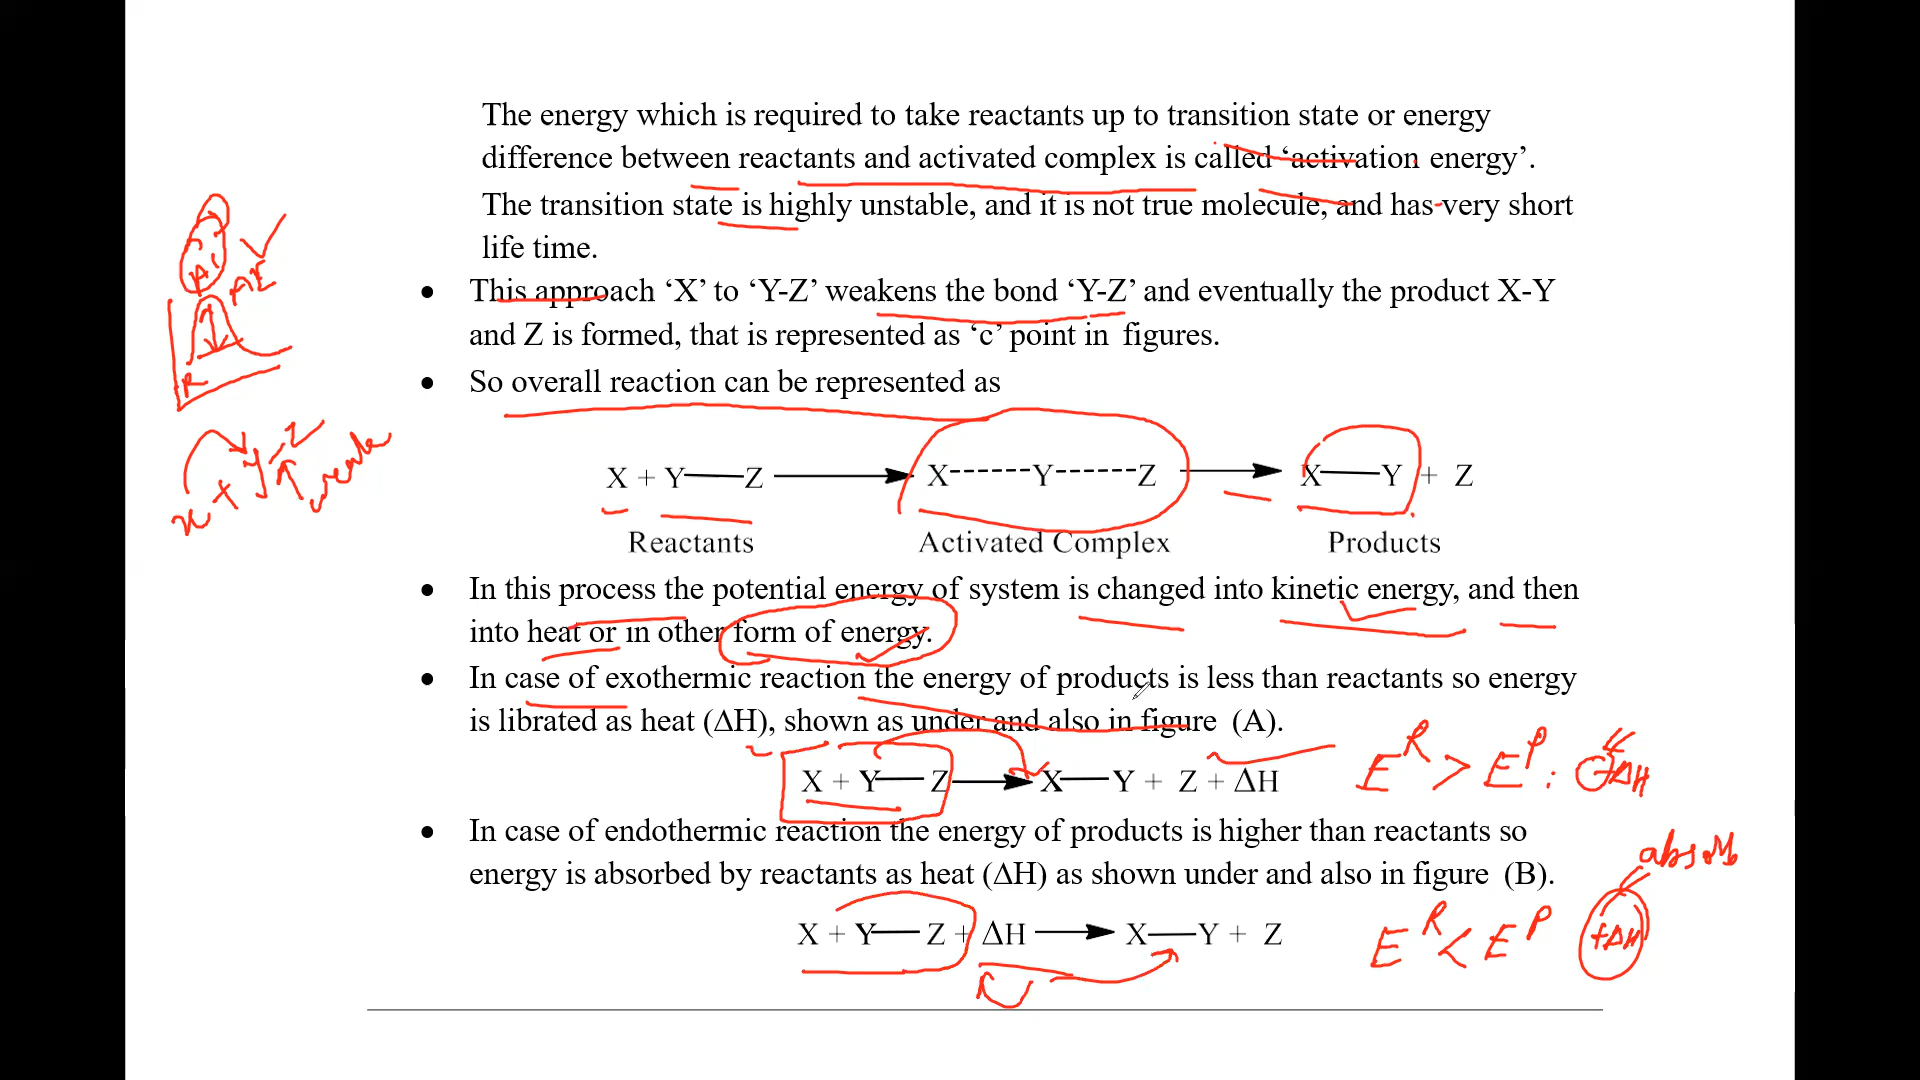 The energy which is required to take reactants up to transition state or energy
difference between reactants and activated complex is called ‘activation energy’.
The transition state is highly unstable, and it is not true molecule, and has very short
life time.
• This approach ‘X’ to ‘Y-Z’ weakens the bond ‘Y-Z’ and eventually the product X-Y
and Z is formed, that is represented as ‘c’ point in figures.
• So overall reaction can be represented as
X + Y—Z → X------Y------Z → X—Y + Z
Reactants Activated Complex Products
• In this process the potential energy of system is changed into kinetic energy, and then
into heat or in other form of energy.
• In case of exothermic reaction the energy of products is less than reactants so energy
is librated as heat (ΔH), shown as under and also in figure (A).
X + Y—Z → X—Y + Z + ΔH
• In case of endothermic reaction the energy of products is higher than reactants so
energy is absorbed by reactants as heat (ΔH) as shown under and also in figure (B).
X + Y—Z + ΔH → X—Y + Z
AE
R
x + y-z
weak
E^R > E^P : -ΔH
absorb
E^R < E^P +ΔH